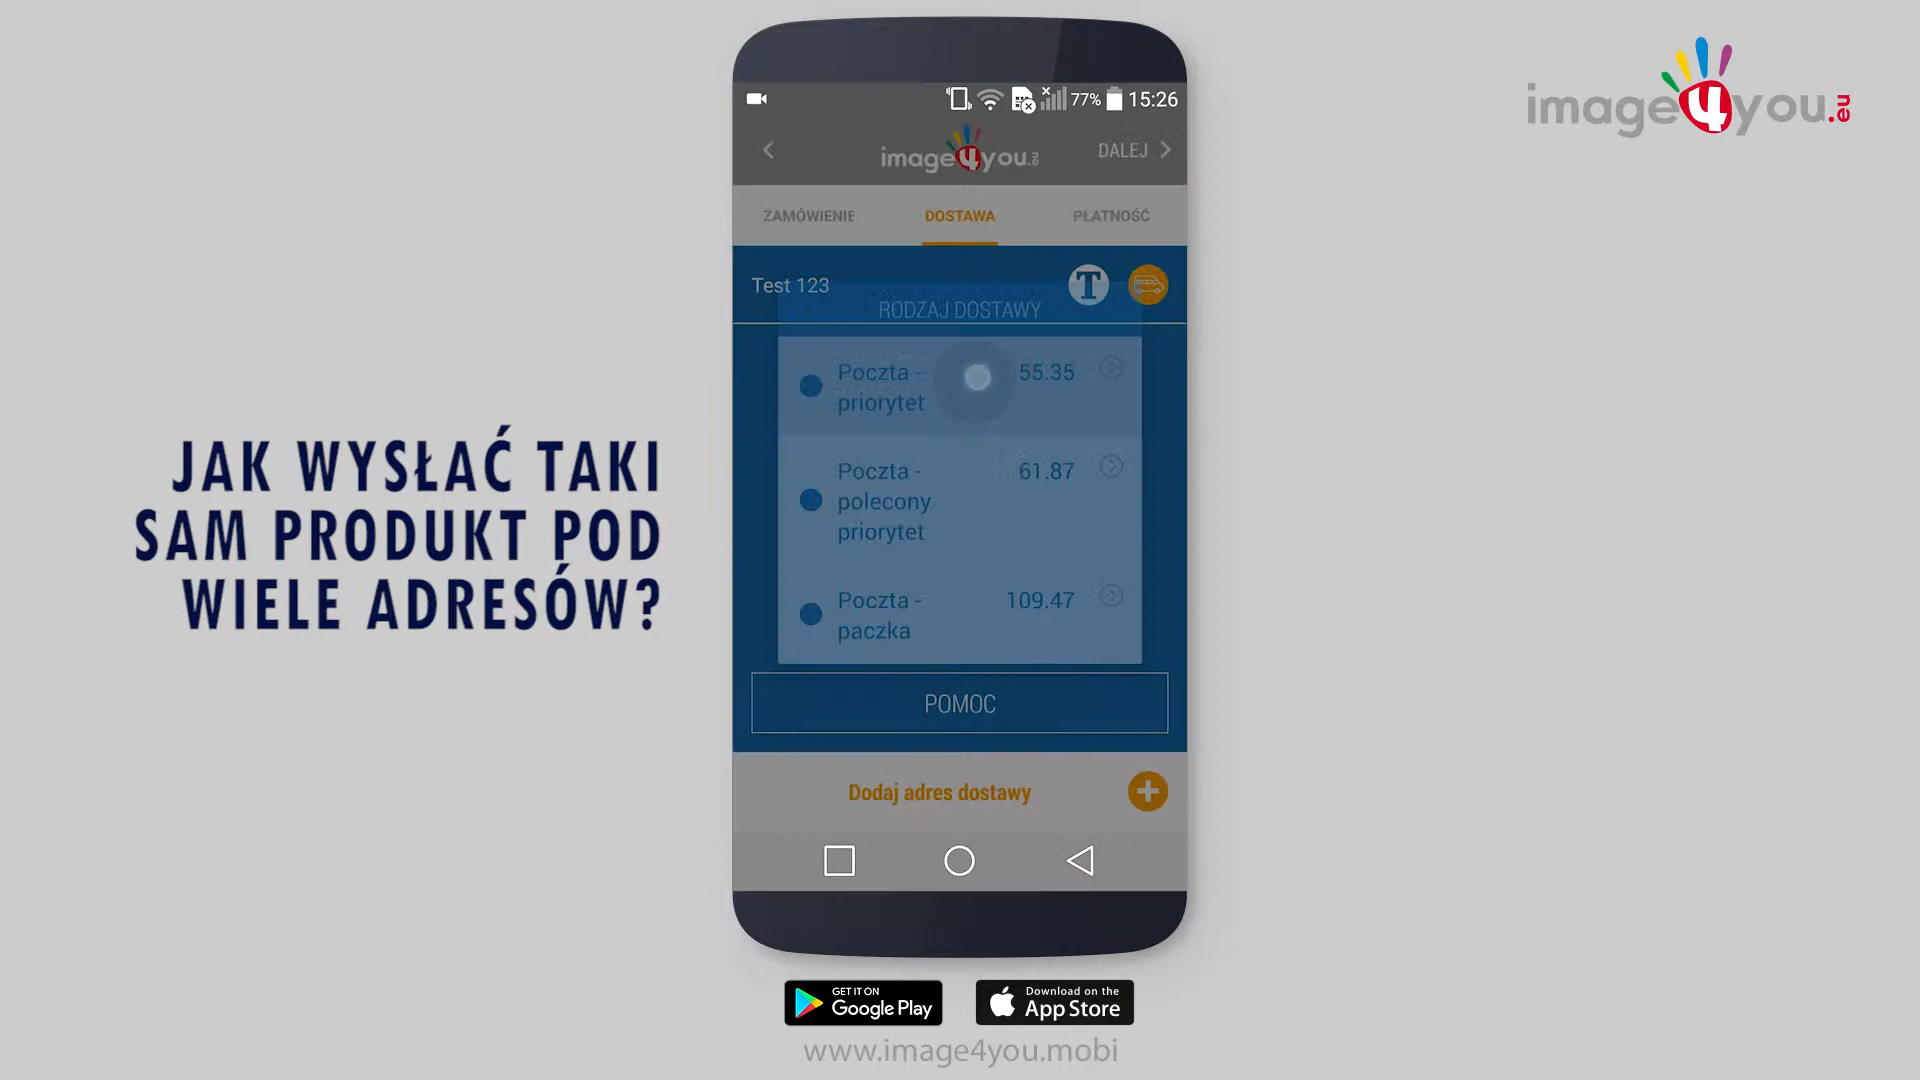 image4you.eu
77% 15:26
image4you.eu
DALEJ
ZAMÓWIENIE DOSTAWA PŁATNOŚĆ
Test 123
T
RODZAJ DOSTAWY
Poczta - 55.35
priorytet
Poczta - 61.87
polecony
priorytet
Poczta - 109.47
paczka
POMOC
Dodaj adres dostawy
JAK WYSŁAĆ TAKI
SAM PRODUKT POD
WIELE ADRESÓW?
GET IT ON
Google Play
Download on the
App Store
www.image4you.mobi